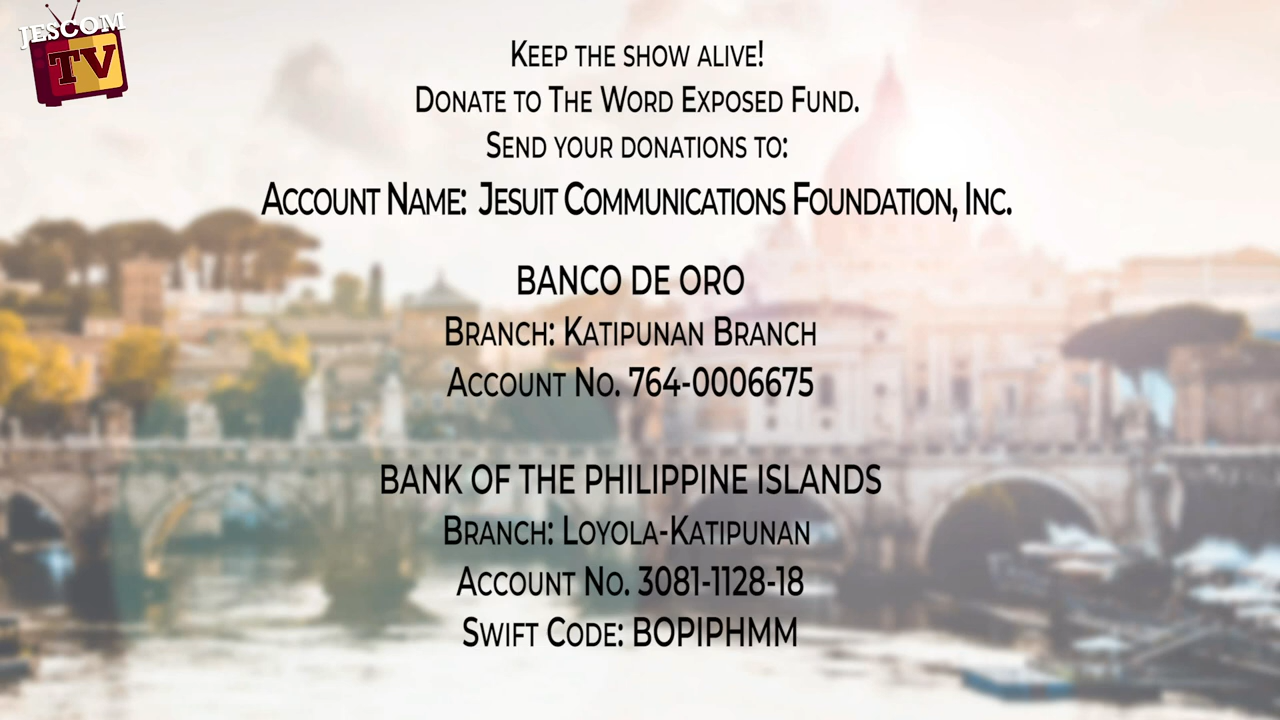 JESCOM
TV
Keep the show alive!
Donate to The Word Exposed Fund.
Send your donations to:
Account Name: Jesuit Communications Foundation, Inc.
BANCO DE ORO
Branch: Katipunan Branch
Account No. 764-0006675
BANK OF THE PHILIPPINE ISLANDS
Branch: Loyola-Katipunan
Account No. 3081-1128-18
Swift Code: BOPIPHMM